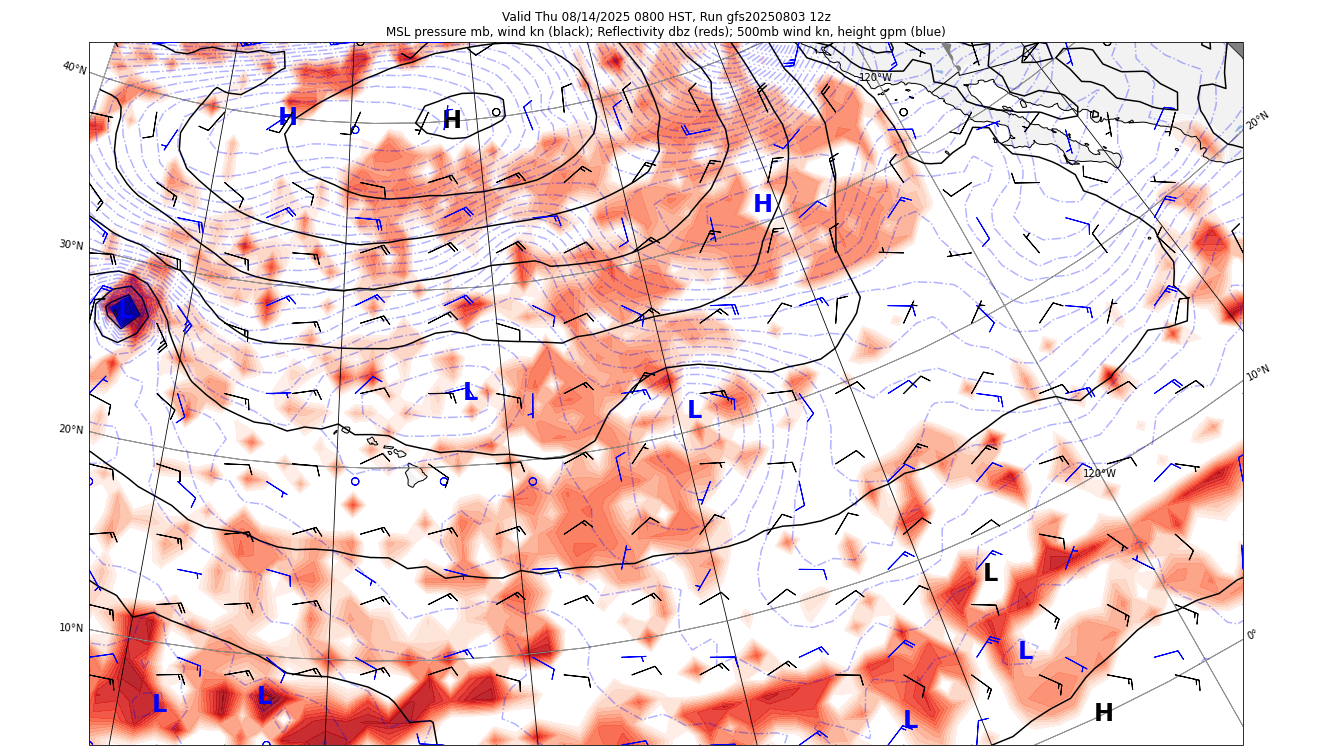 Valid Thu 08/14/2025 0800 HST, Run gfs20250803 12z
MSL pressure mb, wind kn (black); Reflectivity dbz (reds); 500mb wind kn, height gpm (blue)
40°N
120°W
20°N
H
H
H
30°N
L
10°N
L
L
20°N
120°W
L
10°N
0°
L
L
L
L
H